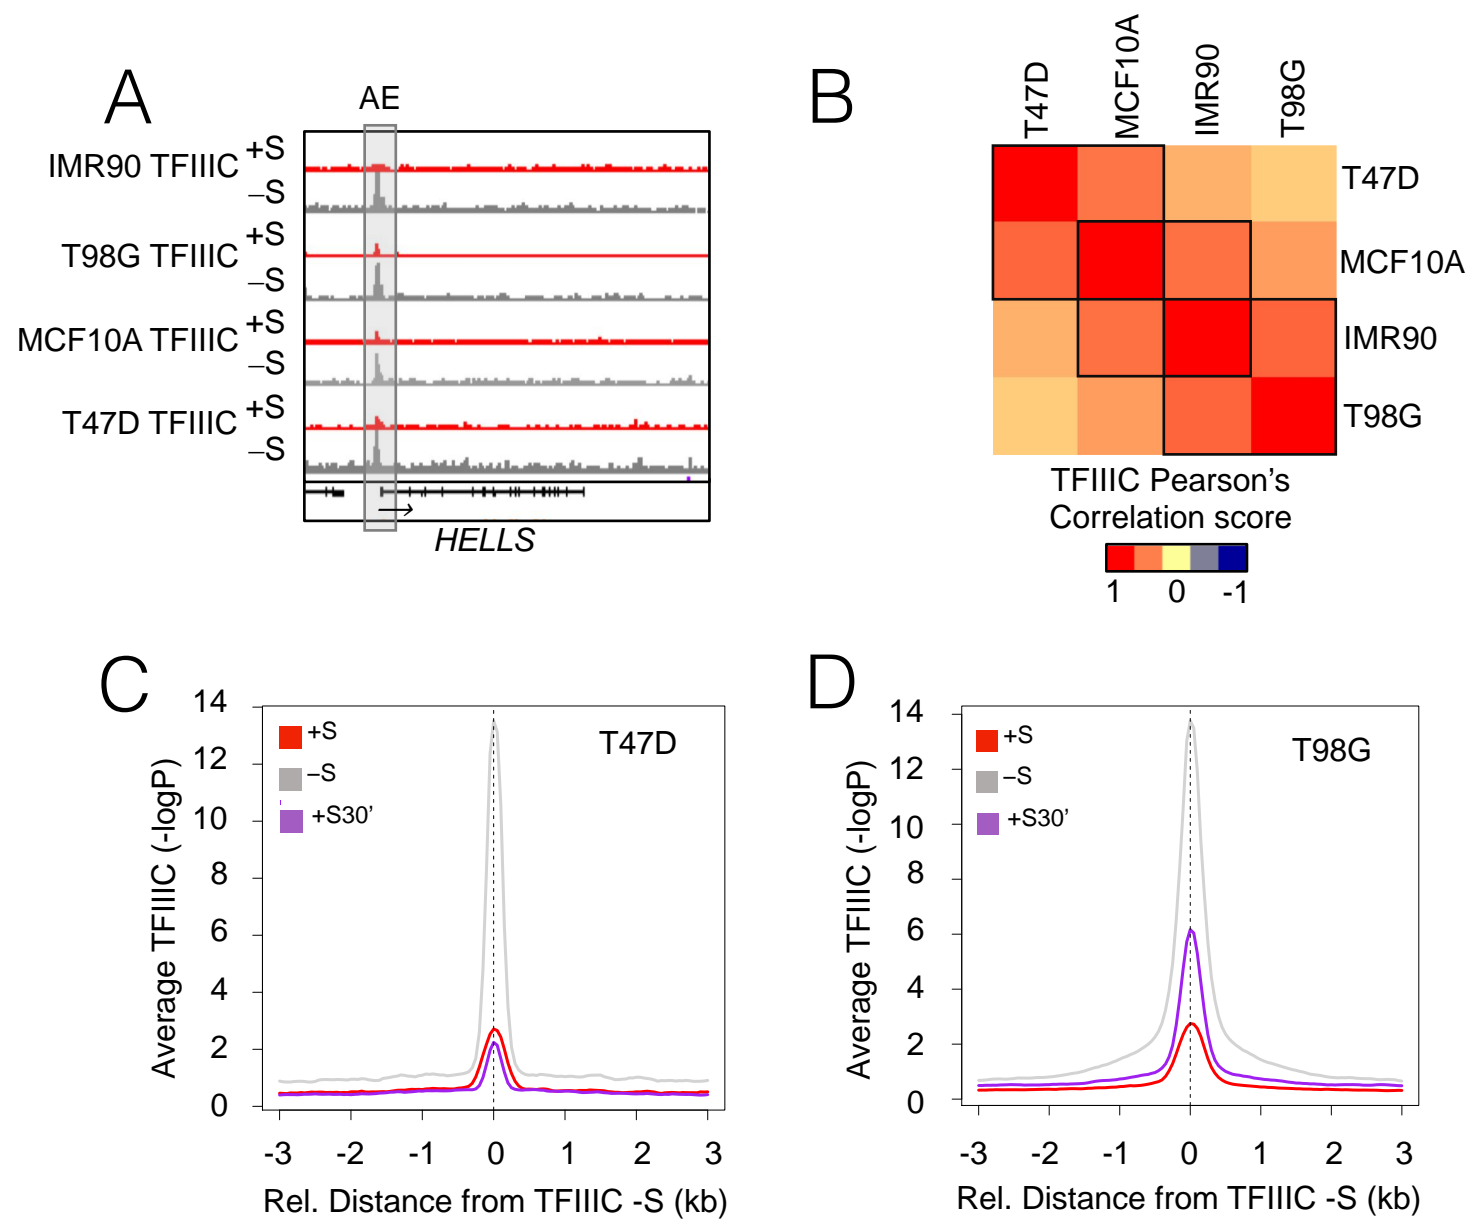 A
AE
IMR90 TFIIIC +S
–S
T98G TFIIIC +S
–S
MCF10A TFIIIC +S
–S
T47D TFIIIC +S
–S
HELLS
B
T47D
MCF10A
IMR90
T98G
T47D
MCF10A
IMR90
T98G
TFIIIC Pearson’s
Correlation score
1 0 -1
C
Average TFIIIC (-logP)
14
12
10
8
6
4
2
0
+S
–S
+S30’
T47D
-3 -2 -1 0 1 2 3
Rel. Distance from TFIIIC -S (kb)
D
Average TFIIIC (-logP)
14
12
10
8
6
4
2
0
+S
–S
+S30’
T98G
-3 -2 -1 0 1 2 3
Rel. Distance from TFIIIC -S (kb)